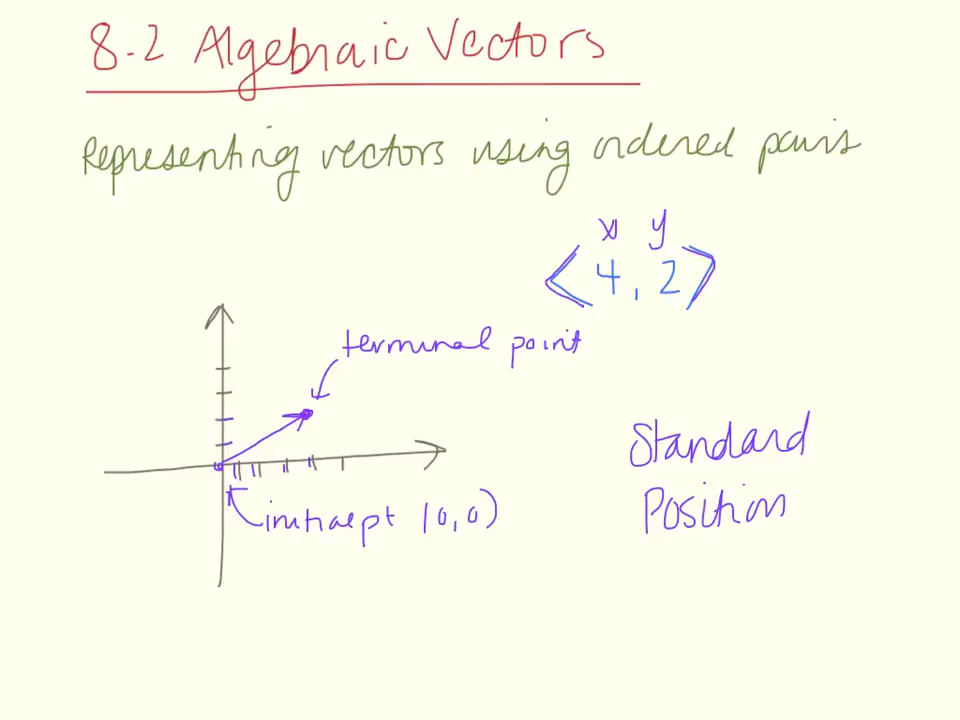 8-2 Algebraic Vectors
Representing vectors using ordered pairs
x y
<4, 2>
terminal point
Standard
Position
initial pt (0,0)